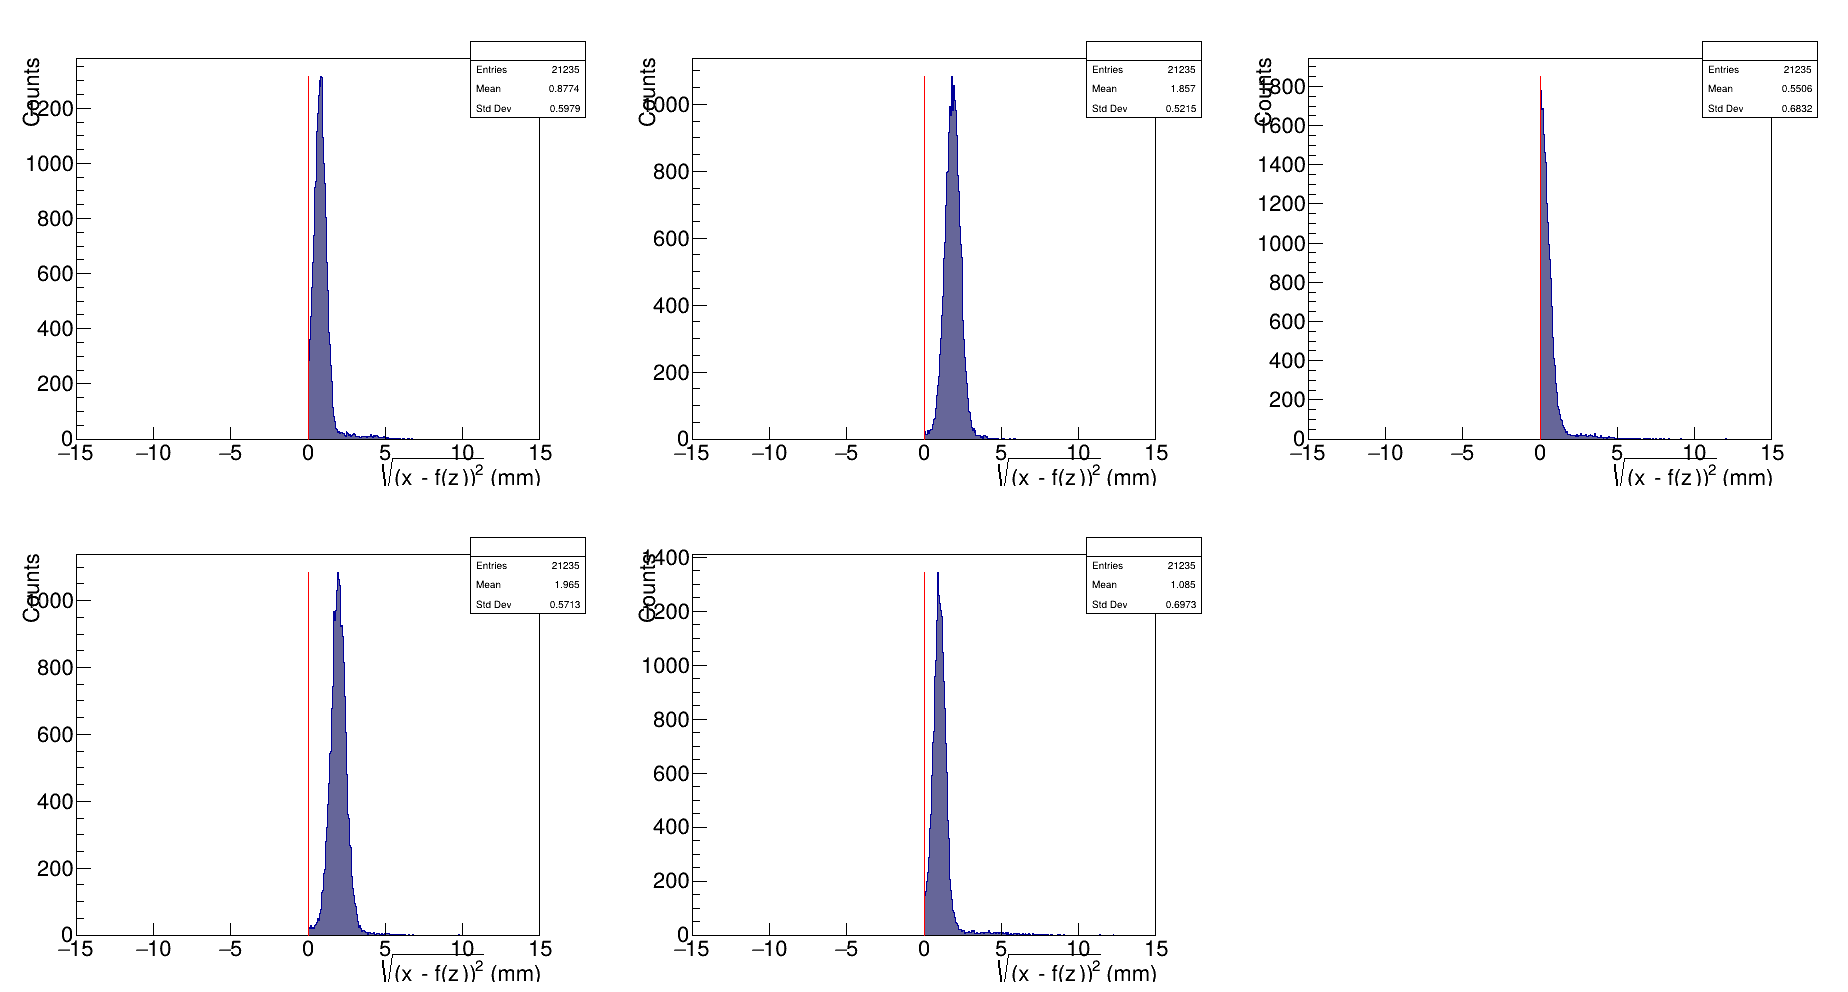 Counts
Entries 21235
Mean 0.8774
Std Dev 0.5979
1200
1000
800
600
400
200
0
−15 −10 −5 0 5 10 15
√(x - f(z))² (mm)
Counts
Entries 21235
Mean 1.857
Std Dev 0.5215
1000
800
600
400
200
0
−15 −10 −5 0 5 10 15
√(x - f(z))² (mm)
Counts
Entries 21235
Mean 0.5506
Std Dev 0.6832
1800
1600
1400
1200
1000
800
600
400
200
0
−15 −10 −5 0 5 10 15
√(x - f(z))² (mm)
Counts
Entries 21235
Mean 1.965
Std Dev 0.5713
1000
800
600
400
200
0
−15 −10 −5 0 5 10 15
√(x - f(z))² (mm)
Counts
Entries 21235
Mean 1.085
Std Dev 0.6973
1400
1200
1000
800
600
400
200
0
−15 −10 −5 0 5 10 15
√(x - f(z))² (mm)